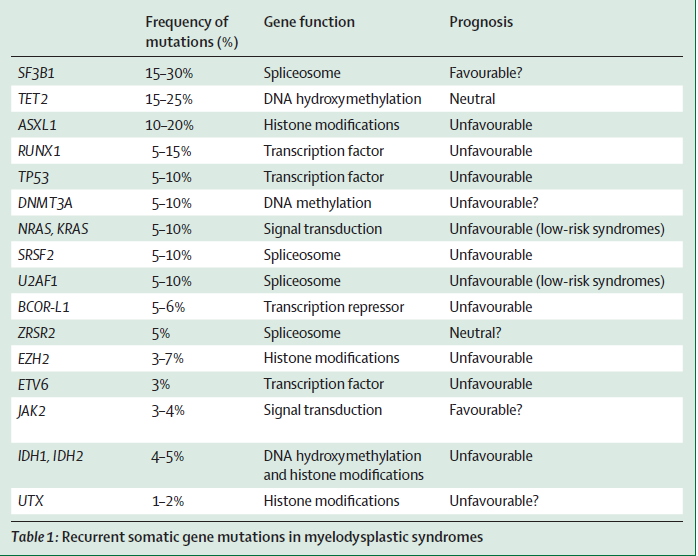 Frequency of mutations (%) Gene function Prognosis
SF3B1 15–30% Spliceosome Favourable?
TET2 15–25% DNA hydroxymethylation Neutral
ASXL1 10–20% Histone modifications Unfavourable
RUNX1 5–15% Transcription factor Unfavourable
TP53 5–10% Transcription factor Unfavourable
DNMT3A 5–10% DNA methylation Unfavourable?
NRAS, KRAS 5–10% Signal transduction Unfavourable (low-risk syndromes)
SRSF2 5–10% Spliceosome Unfavourable
U2AF1 5–10% Spliceosome Unfavourable (low-risk syndromes)
BCOR-L1 5–6% Transcription repressor Unfavourable
ZRSR2 5% Spliceosome Neutral?
EZH2 3–7% Histone modifications Unfavourable
ETV6 3% Transcription factor Unfavourable
JAK2 3–4% Signal transduction Favourable?
IDH1, IDH2 4–5% DNA hydroxymethylation Unfavourable
and histone modifications
UTX 1–2% Histone modifications Unfavourable?
Table 1: Recurrent somatic gene mutations in myelodysplastic syndromes